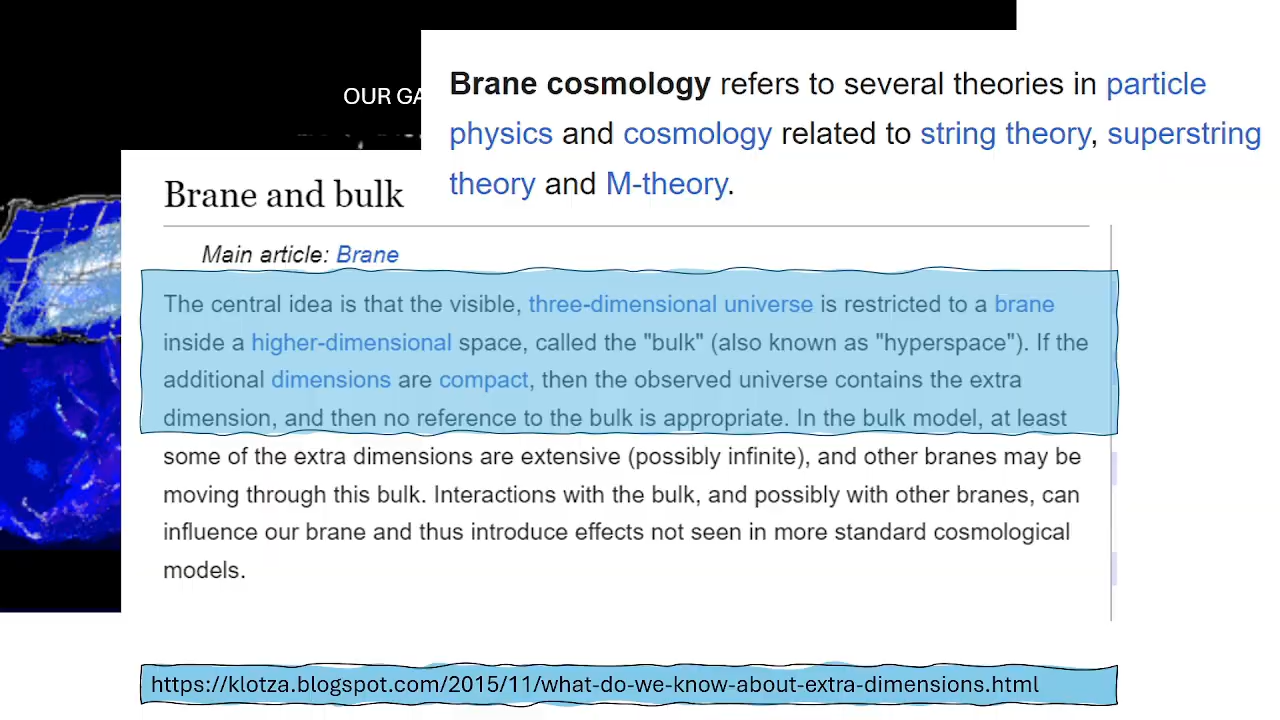 OUR GA
Brane cosmology refers to several theories in particle
physics and cosmology related to string theory, superstring
theory and M-theory.
Brane and bulk
Main article: Brane
The central idea is that the visible, three-dimensional universe is restricted to a brane
inside a higher-dimensional space, called the "bulk" (also known as "hyperspace"). If the
additional dimensions are compact, then the observed universe contains the extra
dimension, and then no reference to the bulk is appropriate. In the bulk model, at least
some of the extra dimensions are extensive (possibly infinite), and other branes may be
moving through this bulk. Interactions with the bulk, and possibly with other branes, can
influence our brane and thus introduce effects not seen in more standard cosmological
models.
https://klotza.blogspot.com/2015/11/what-do-we-know-about-extra-dimensions.html